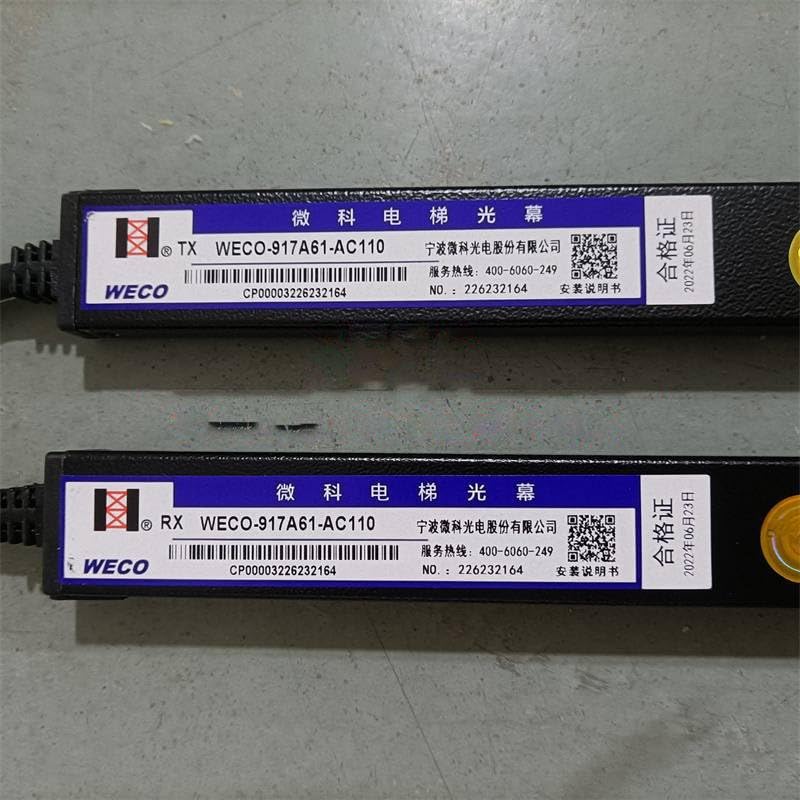 微科电梯光幕
® TX WECO-917A61-AC110
宁波微科光电股份有限公司
服务热线: 400-6060-249
WECO
CP00003226232164
NO.: 226232164
安装说明书
合格证
2022年06月23日
微科电梯光幕
® RX WECO-917A61-AC110
宁波微科光电股份有限公司
服务热线: 400-6060-249
WECO
CP00003226232164
NO.: 226232164
安装说明书
合格证
2022年06月23日